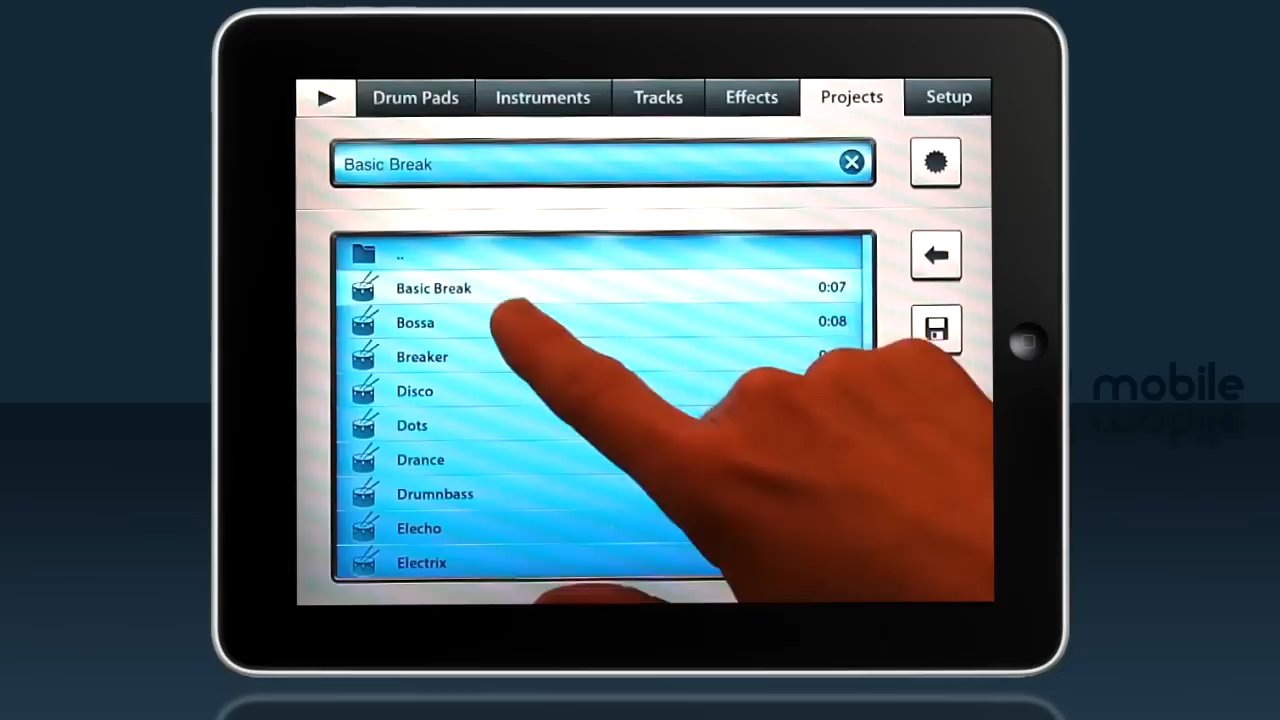 Drum Pads Instruments Tracks Effects Projects Setup
Basic Break
..
Basic Break 0:07
Bossa 0:08
Breaker
Disco
Dots
Drance
Drumnbass
Elecho
Electrix
mobile